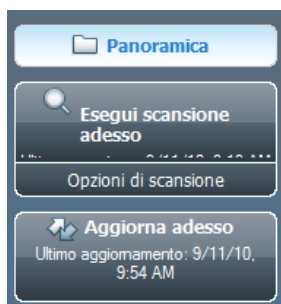 Panoramica
Esegui scansione
adesso
Opzioni di scansione
Aggiorna adesso
Ultimo aggiornamento: 9/11/10,
9:54 AM